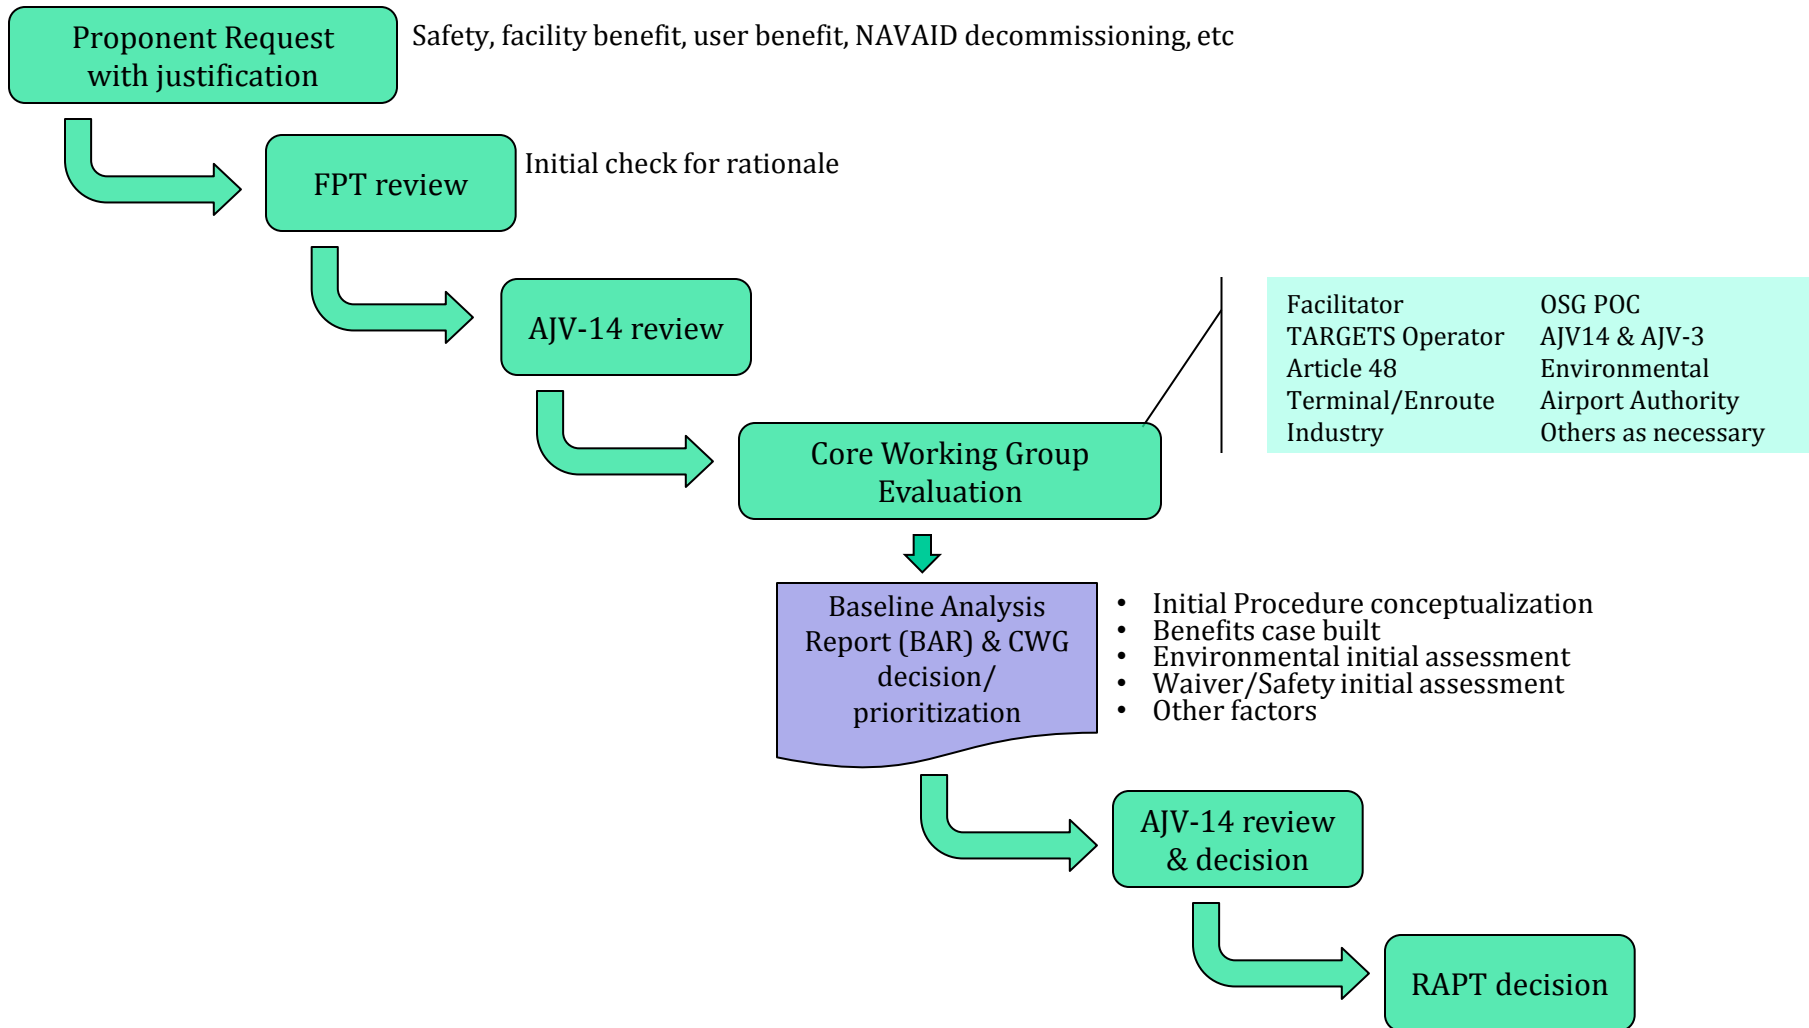 Proponent Request
with justification
Safety, facility benefit, user benefit, NAVAID decommissioning, etc
FPT review
Initial check for rationale
AJV-14 review
Facilitator OSG POC
TARGETS Operator AJV14 & AJV-3
Article 48 Environmental
Terminal/Enroute Airport Authority
Industry Others as necessary
Core Working Group
Evaluation
Baseline Analysis
Report (BAR) & CWG
decision/
prioritization
• Initial Procedure conceptualization
• Benefits case built
• Environmental initial assessment
• Waiver/Safety initial assessment
• Other factors
AJV-14 review
& decision
RAPT decision